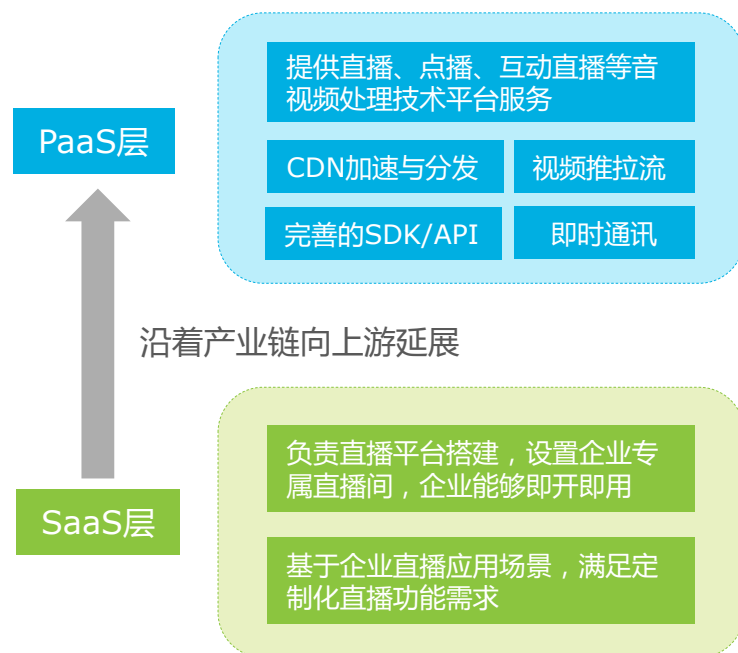 提供直播、点播、互动直播等音
视频处理技术平台服务
PaaS层
CDN加速与分发
视频推拉流
完善的SDK/API
即时通讯
沿着产业链向上游延展
负责直播平台搭建，设置企业专
属直播间，企业能够即开即用
SaaS层
基于企业直播应用场景，满足定
制化直播功能需求